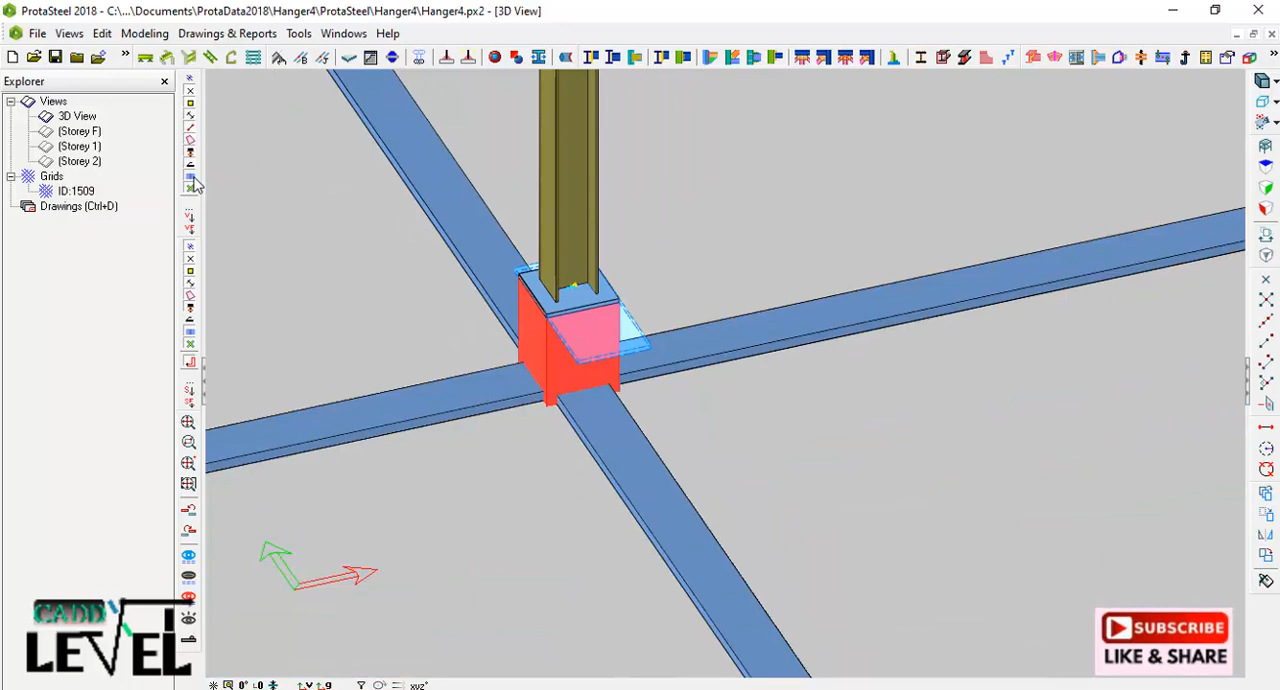 ProtaSteel 2018 - C:\...\Documents\ProtaData2018\Hanger4\ProtaSteel\Hanger4\Hanger4.px2 - [3D View]
File Views Edit Modeling Drawings & Reports Tools Windows Help
Explorer
Views
3D View
(Storey F)
(Storey 1)
(Storey 2)
Grids
ID:1509
Drawings (Ctrl+D)
CADD
LEVEL
SUBSCRIBE
LIKE & SHARE